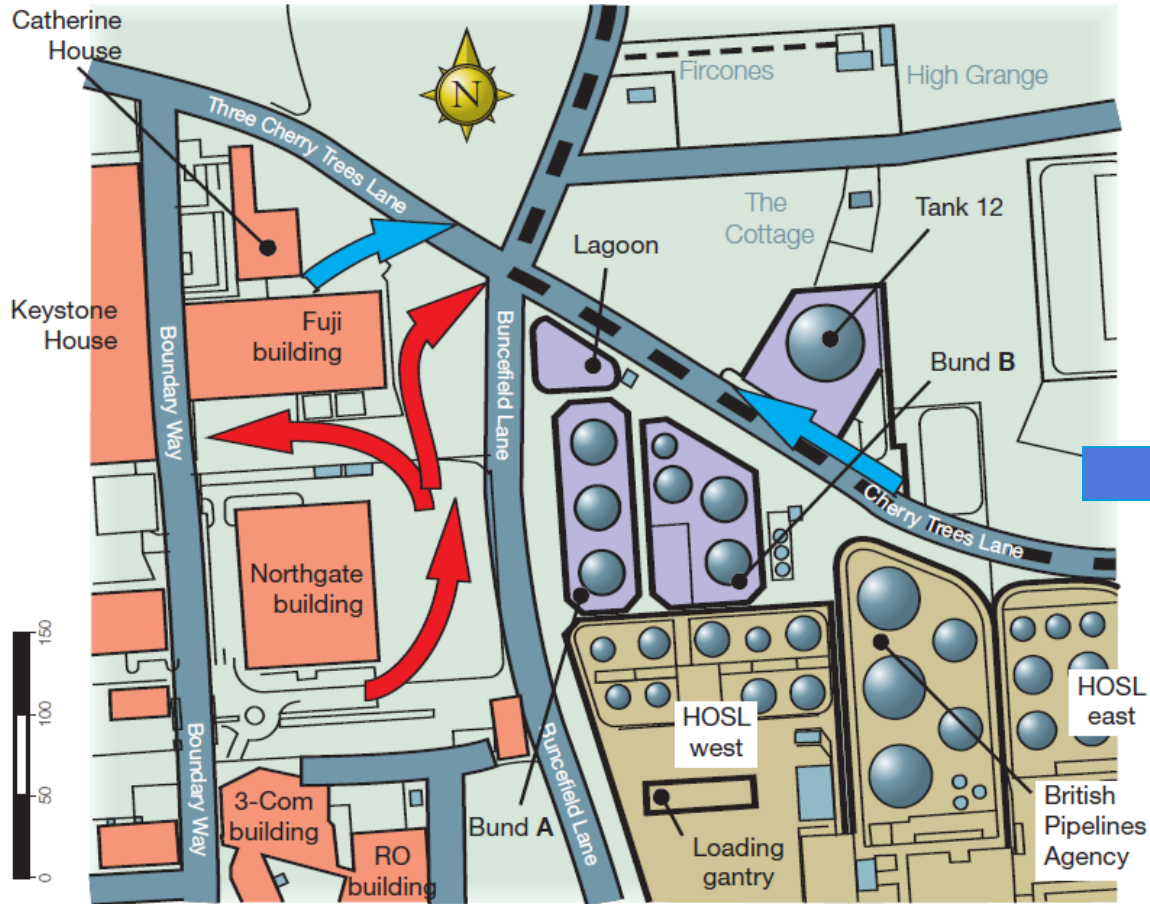 Catherine
House
Three Cherry Trees Lane
N
Fircones
High Grange
The
Cottage
Tank 12
Lagoon
Keystone
House
Boundary Way
Fuji
building
Buncefield Lane
Bund B
Cherry Trees Lane
Northgate
building
150
100
50
0
HOSL
west
HOSL
east
Boundary Way
Buncefield Lane
3-Com
building
RO
building
Bund A
Loading
gantry
British
Pipelines
Agency